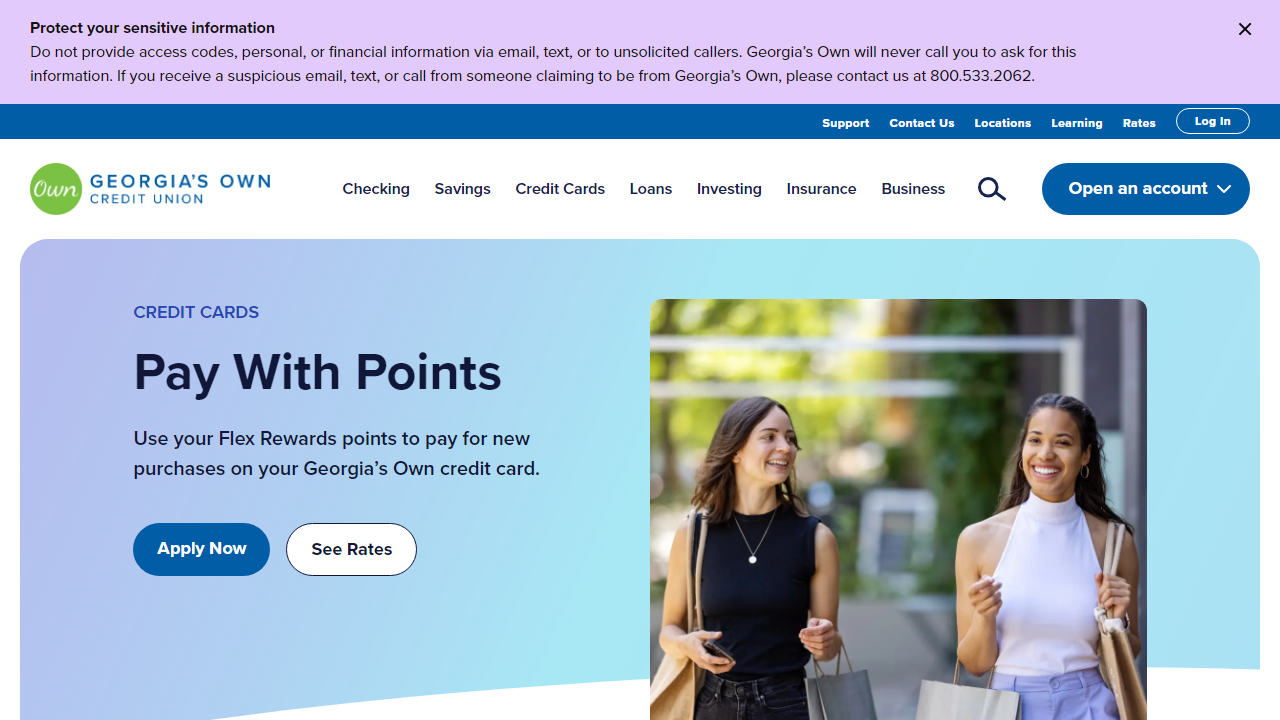 Protect your sensitive information
Do not provide access codes, personal, or financial information via email, text, or to unsolicited callers. Georgia’s Own will never call you to ask for this
information. If you receive a suspicious email, text, or call from someone claiming to be from Georgia’s Own, please contact us at 800.533.2062.
Support Contact Us Locations Learning Rates Log In
Own GEORGIA’S OWN
CREDIT UNION
Checking Savings Credit Cards Loans Investing Insurance Business Open an account
CREDIT CARDS
Pay With Points
Use your Flex Rewards points to pay for new
purchases on your Georgia’s Own credit card.
Apply Now See Rates